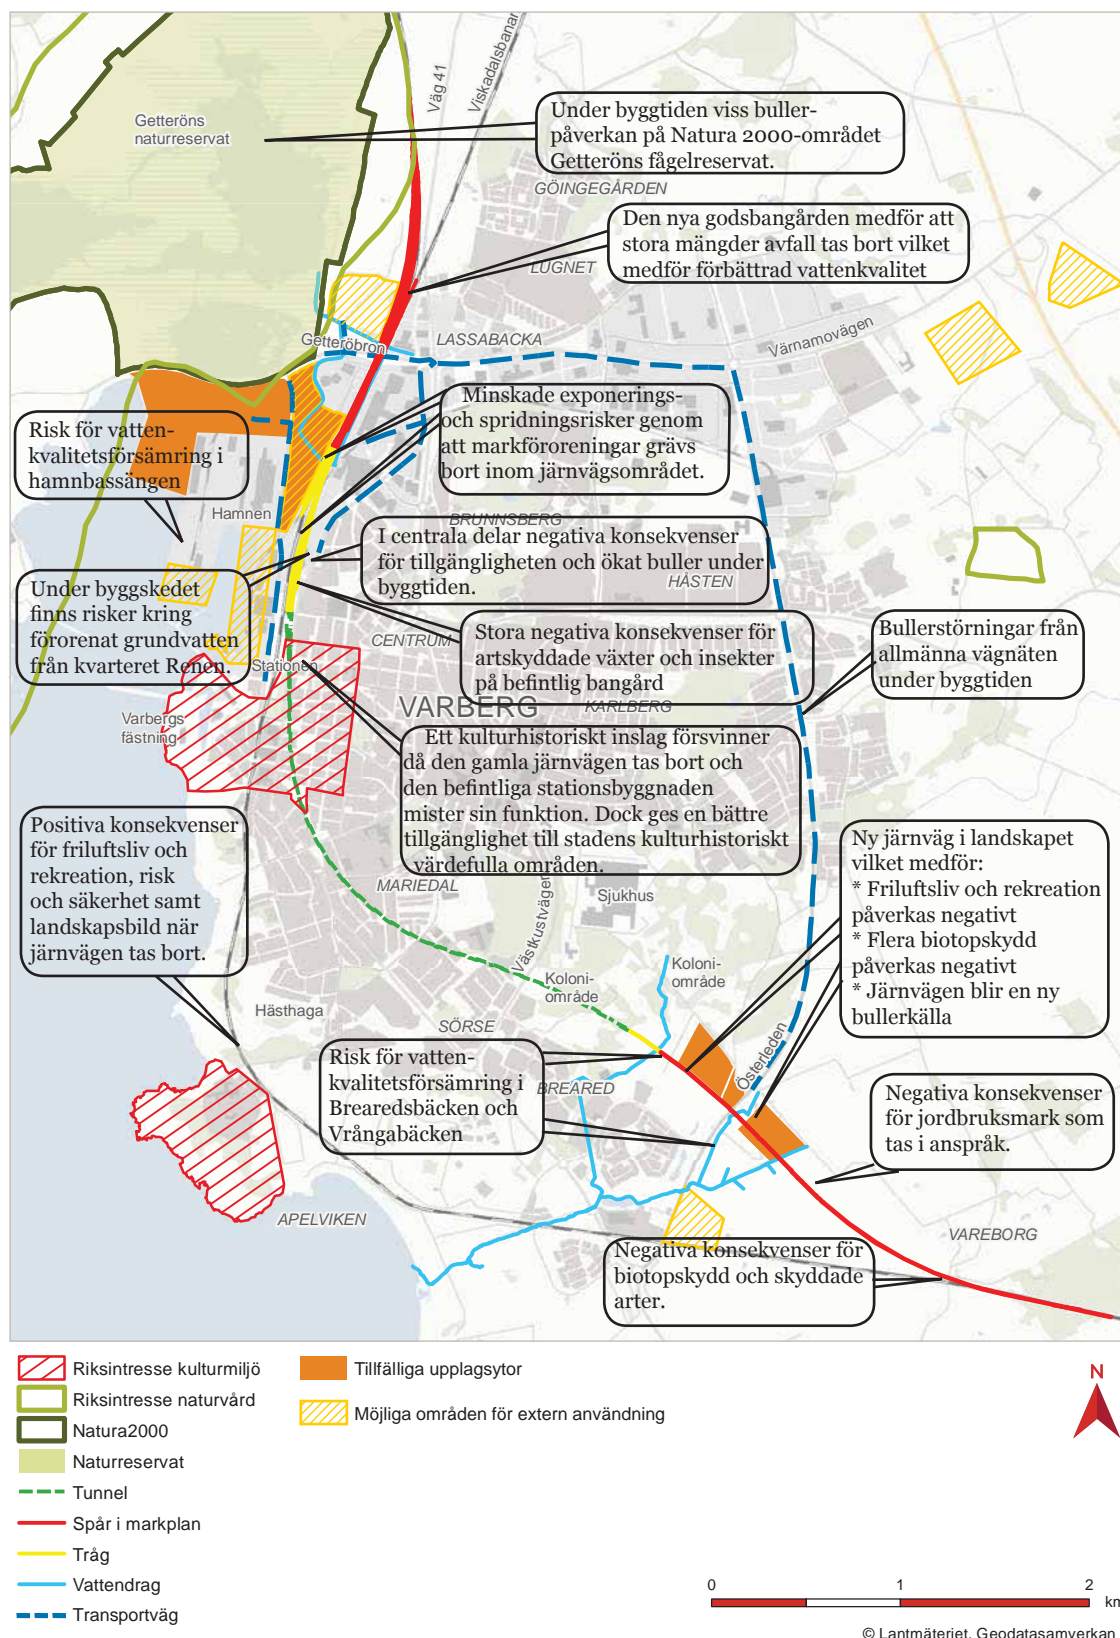 Getteröns
naturreservat
Väg 41
Viskadalsbanan
Under byggtiden viss buller-
påverkan på Natura 2000-området
Getteröns fågelreservat.
GÖINGEGÅRDEN
Den nya godsbangården medför att
stora mängder avfall tas bort vilket
medför förbättrad vattenkvalitet
LUGNET
Getteröbron
LASSABACKA
Värnamovägen
Minskade exponerings-
och spridningsrisker genom
att markföroreningar grävs
bort inom järnvägsområdet.
Risk för vatten-
kvalitetsförsämring i
hamnbassängen
Hamnen
BRUNNSBERG
I centrala delar negativa konsekvenser
för tillgängligheten och ökat buller under
byggtiden.
HÅSTEN
Under byggskedet
finns risker kring
förorenat grundvatten
från kvarteret Renen.
Stationen
CENTRUM
Stora negativa konsekvenser för
artskyddade växter och insekter
på befintlig bangård
Bullerstörningar från
allmänna vägnäten
under byggtiden
VARBERG
KARLBERG
Varbergs
fästning
Ett kulturhistoriskt inslag försvinner
då den gamla järnvägen tas bort och
den befintliga stationsbyggnaden
mister sin funktion. Dock ges en bättre
tillgänglighet till stadens kulturhistoriskt
värdefulla områden.
Positiva konsekvenser
för friluftsliv och
rekreation, risk
och säkerhet samt
landskapsbild när
järnvägen tas bort.
Ny järnväg i landskapet
vilket medför:
* Friluftsliv och rekreation
påverkas negativt
* Flera biotopskydd
påverkas negativt
* Järnvägen blir en ny
bullerkälla
MARIEDAL
Sjukhus
Västkustvägen
Koloni-
område
Koloni-
område
Hästhaga
SÖRSE
Österleden
Risk för vatten-
kvalitetsförsämring i
Brearedsbäcken och
Vrångabäcken
BREARED
Negativa konsekvenser
för jordbruksmark som
tas i anspråk.
APELVIKEN
VAREBORG
Negativa konsekvenser för
biotopskydd och skyddade
arter.
Riksintresse kulturmiljö
Riksintresse naturvård
Natura2000
Naturreservat
Tunnel
Spår i markplan
Tråg
Vattendrag
Transportväg
Tillfälliga upplagsytor
Möjliga områden för extern användning
N
0 1 2
km
© Lantmäteriet, Geodatasamverkan